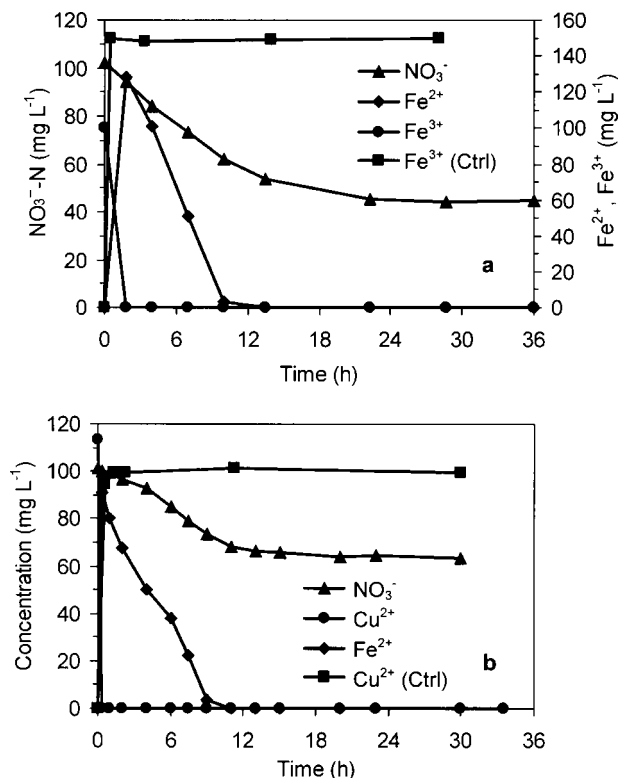 120 160
100 140
80 120
60 100
40 80
20 60
0 40
20
0
NO₃⁻-N (mg L⁻¹)
Fe²⁺, Fe³⁺ (mg L⁻¹)
NO₃⁻
Fe²⁺
Fe³⁺
Fe³⁺ (Ctrl)
a
0 6 12 18 24 30 36
Time (h)
120
100
80
60
40
20
0
Concentration (mg L⁻¹)
NO₃⁻
Cu²⁺
Fe²⁺
Cu²⁺ (Ctrl)
b
0 6 12 18 24 30 36
Time (h)